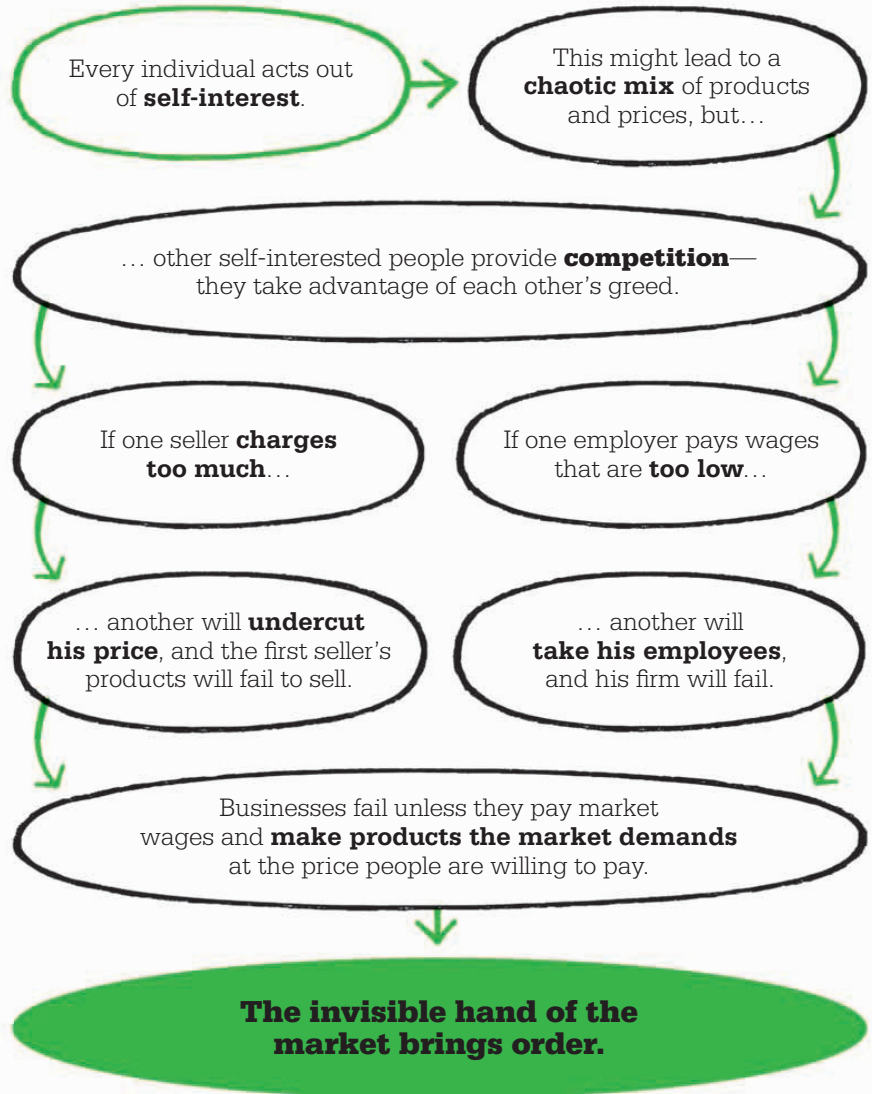 Every individual acts out
of self-interest.
This might lead to a
chaotic mix of products
and prices, but…
… other self-interested people provide competition—
they take advantage of each other’s greed.
If one seller charges
too much…
If one employer pays wages
that are too low…
… another will undercut
his price, and the first seller’s
products will fail to sell.
… another will
take his employees,
and his firm will fail.
Businesses fail unless they pay market
wages and make products the market demands
at the price people are willing to pay.
The invisible hand of the
market brings order.